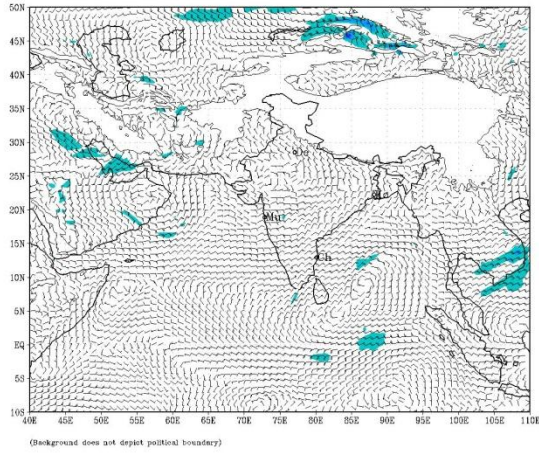 50N
45N
40N
35N
30N
25N
20N
Mu
15N
Ch
10N
5N
EQ
5S
10S
40E 45E 50E 55E 60E 65E 70E 75E 80E 85E 90E 95E 100E 105E 110E
(Background does not depict political boundary)